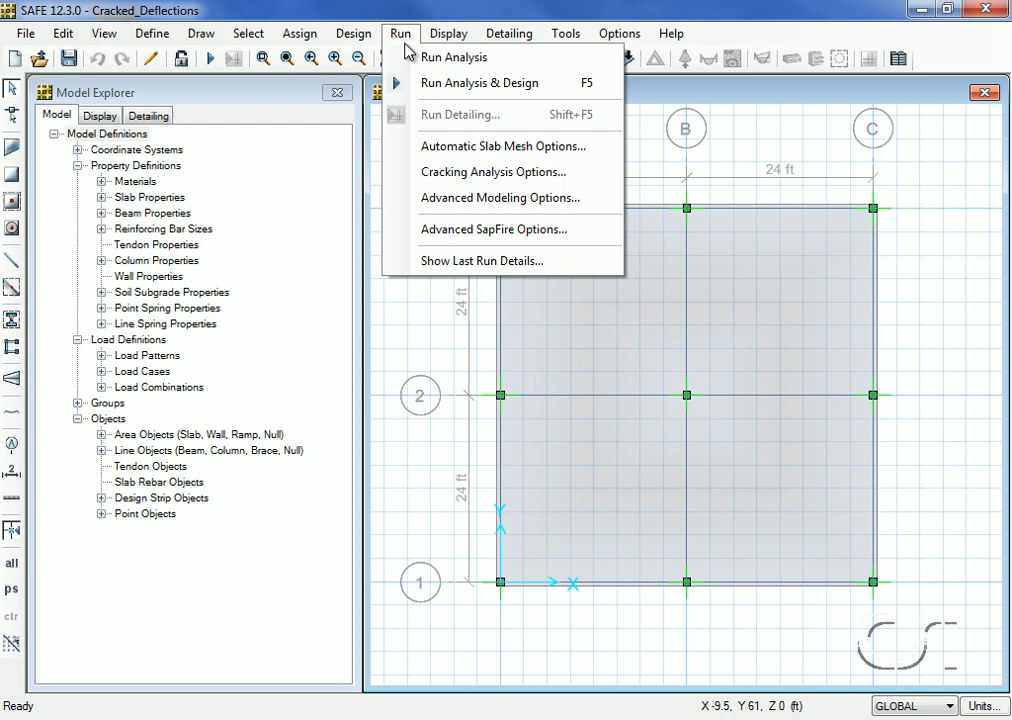 SAFE 12.3.0 - Cracked_Deflections
File Edit View Define Draw Select Assign Design Run Display Detailing Tools Options Help
Model Explorer
Model Display Detailing
Model Definitions
Coordinate Systems
Property Definitions
Materials
Slab Properties
Beam Properties
Reinforcing Bar Sizes
Tendon Properties
Column Properties
Wall Properties
Soil Subgrade Properties
Point Spring Properties
Line Spring Properties
Load Definitions
Load Patterns
Load Cases
Load Combinations
Groups
Objects
Area Objects (Slab, Wall, Ramp, Null)
Line Objects (Beam, Column, Brace, Null)
Tendon Objects
Slab Rebar Objects
Design Strip Objects
Point Objects
Run Analysis
Run Analysis & Design F5
Run Detailing... Shift+F5
Automatic Slab Mesh Options...
Cracking Analysis Options...
Advanced Modeling Options...
Advanced SapFire Options...
Show Last Run Details...
B C
24 ft
24 ft
2
24 ft
1
Y
X
all
ps
clr
CSI
Ready
X -9.5, Y 61, Z 0 (ft)
GLOBAL
Units...